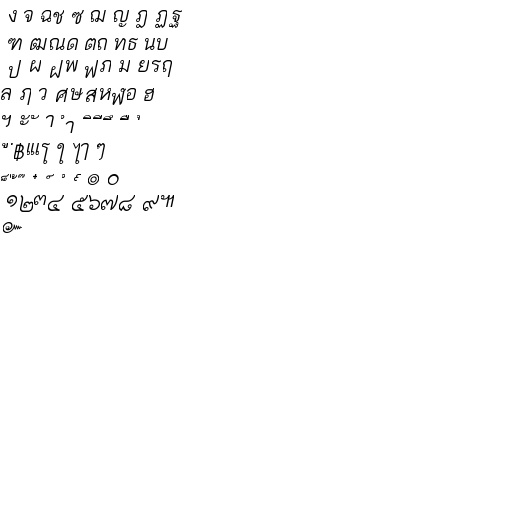 ง จ ฉช ซ ฌ ญ ฎ ฏฐ
ฑ ฒณด ตถ ทธ นบ
ป ผ ฝพ ฟภ ม ยรฤ
ล ฦ ว ศษสหฬอ ฮ
ฯ ะ ั า ำ ิ ี ึ ื ุ
ู ฺ ฿ แโ ใ ไ ๅ ๆ
็ ่ ้ ๊ ๋ ์ ํ ๎ ๏ ๐
๑๒๓๔ ๕๖๗๘ ๙๚
๛